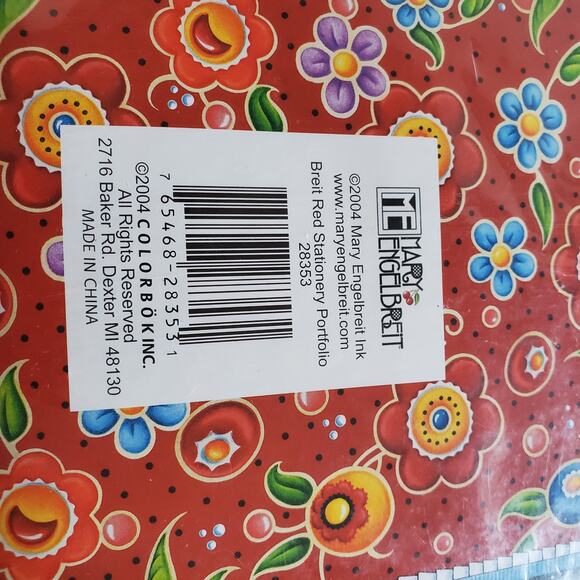 ME MARY
ENGELBREIT
©2004 Mary Engelbreit Ink
www.maryengelbreit.com
Breit Red Stationery Portfolio
28353
7 65468-28353 1
©2004 COLORBÖK INC.
All Rights Reserved
2716 Baker Rd. Dexter MI 48130
MADE IN CHINA